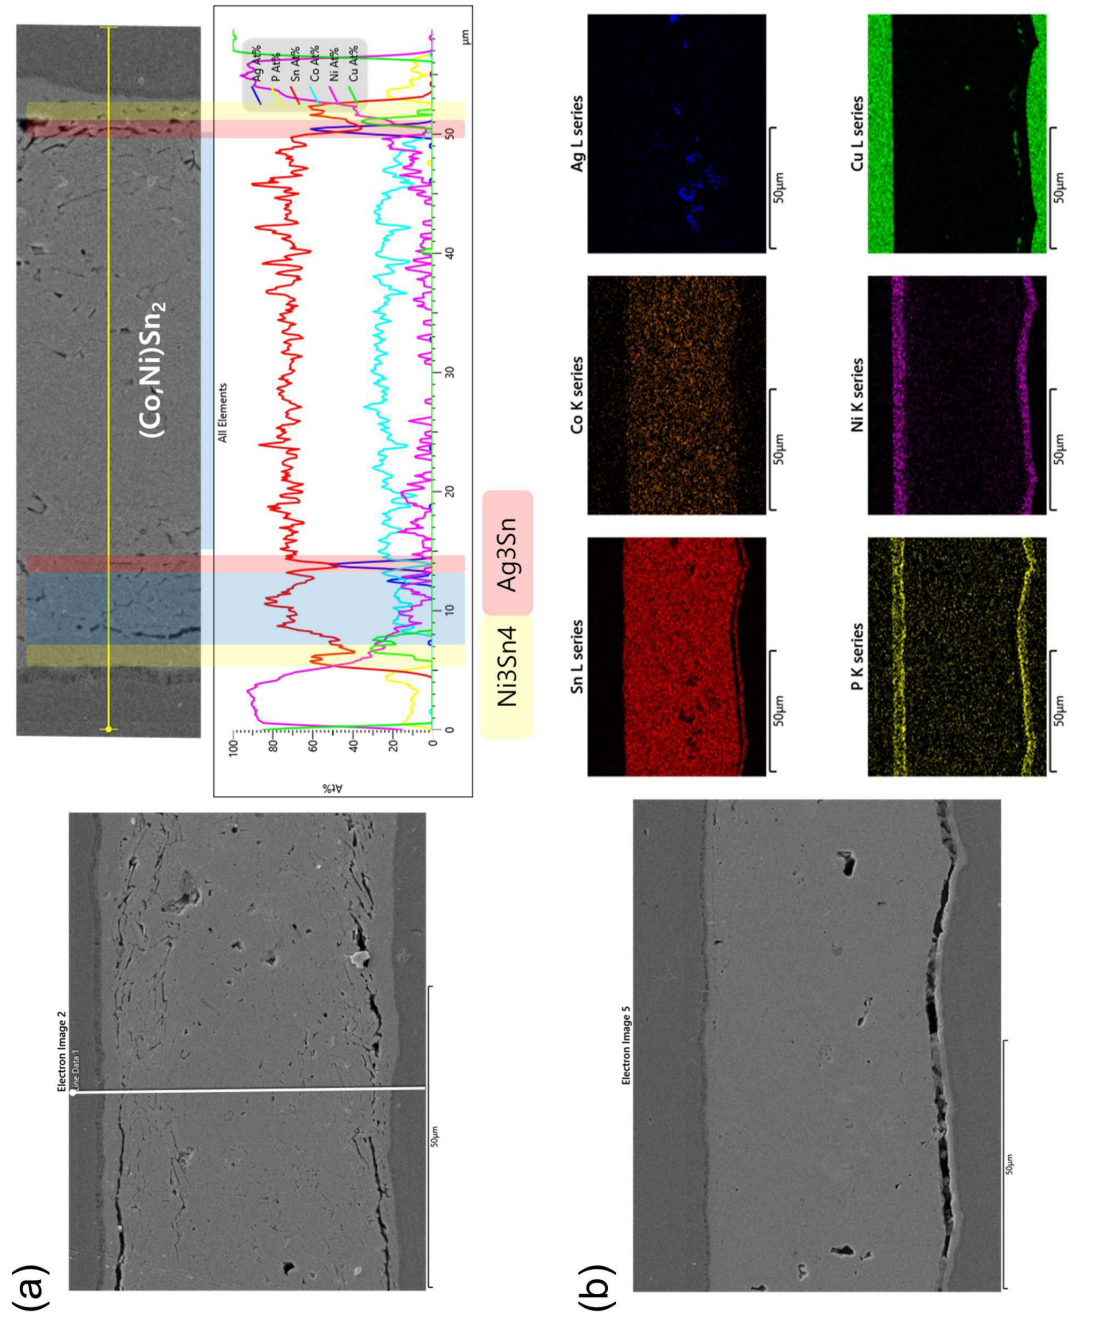 (a)
Electron Image 2
Line Data 1
50µm
(Co,Ni)Sn2
All Elements
Ag At%
P At%
Sn At%
Co At%
Ni At%
Cu At%
At%
100
80
60
40
20
0
0
10
20
30
40
50
µm
Ni3Sn4
Ag3Sn
(b)
Electron Image 5
50µm
Sn L series
50µm
Co K series
50µm
Ag L series
50µm
P K series
50µm
Ni K series
50µm
Cu L series
50µm